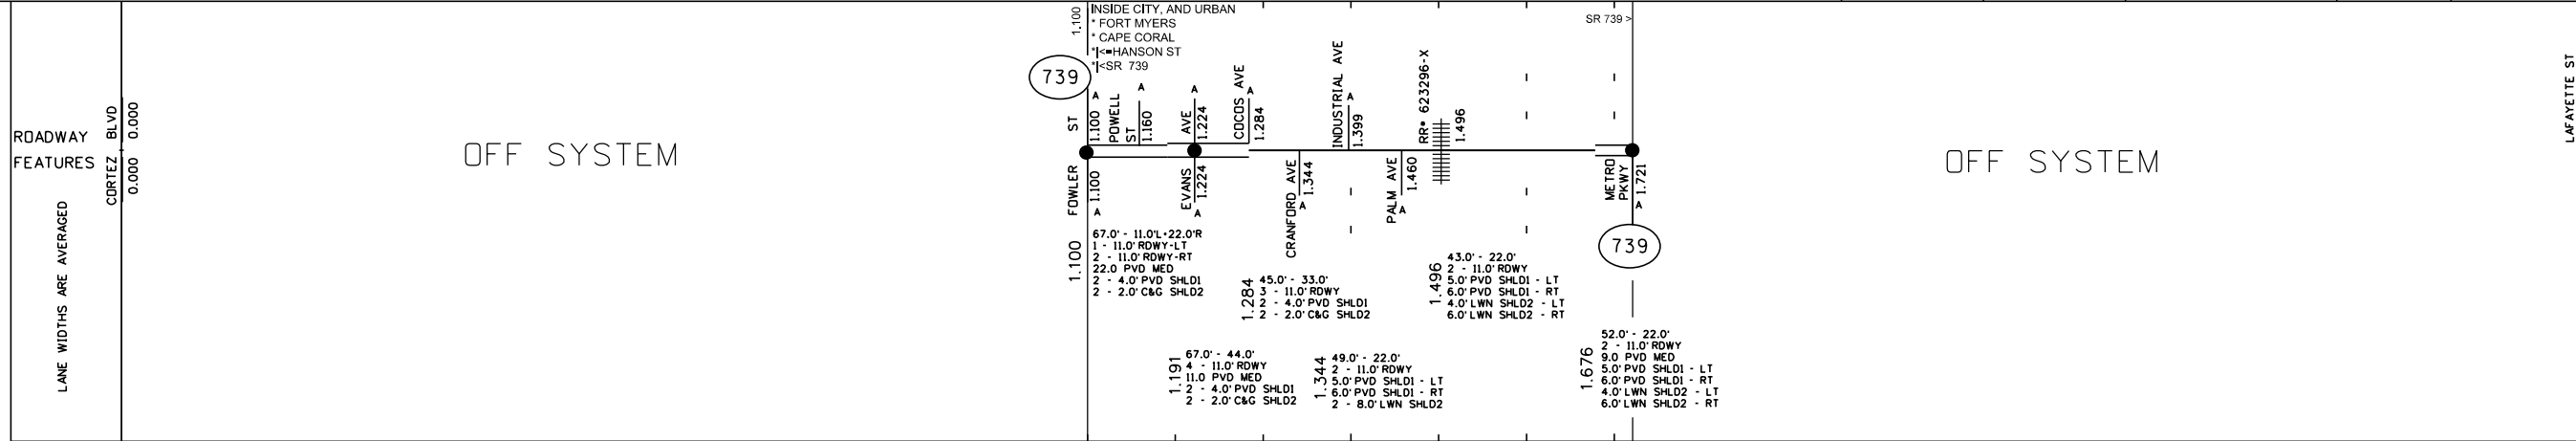 ROADWAY
FEATURES
LANE WIDTHS ARE AVERAGED
CORTEZ BLVD
0.000
0.000
OFF SYSTEM
1.100
INSIDE CITY, AND URBAN
* FORT MYERS
* CAPE CORAL
*|<=HANSON ST
*|<SR 739
739
FOWLER ST
1.100
A
1.100
A
POWELL
ST
1.160
A
EVANS AVE
1.224
A
1.224
A
COCOS AVE
1.284
A
CRANFORD AVE
1.344
A
INDUSTRIAL AVE
1.399
A
PALM AVE
1.460
A
RR# 623296-X
1.496
METRO
PKWY
1.721
A
SR 739 >
739
1.100
67.0' - 11.0'L+22.0'R
1 - 11.0' RDWY-LT
2 - 11.0' RDWY-RT
22.0 PVD MED
2 - 4.0' PVD SHLD1
2 - 2.0' C&G SHLD2
1.191
67.0' - 44.0'
4 - 11.0' RDWY
11.0 PVD MED
2 - 4.0' PVD SHLD1
2 - 2.0' C&G SHLD2
1.284
45.0' - 33.0'
3 - 11.0' RDWY
2 - 4.0' PVD SHLD1
2 - 2.0' C&G SHLD2
1.344
49.0' - 22.0'
2 - 11.0' RDWY
5.0' PVD SHLD1 - LT
6.0' PVD SHLD1 - RT
2 - 8.0' LWN SHLD2
1.496
43.0' - 22.0'
2 - 11.0' RDWY
5.0' PVD SHLD1 - LT
6.0' PVD SHLD1 - RT
4.0' LWN SHLD2 - LT
6.0' LWN SHLD2 - RT
1.676
52.0' - 22.0'
2 - 11.0' RDWY
9.0 PVD MED
5.0' PVD SHLD1 - LT
6.0' PVD SHLD1 - RT
4.0' LWN SHLD2 - LT
6.0' LWN SHLD2 - RT
OFF SYSTEM
LAFAYETTE ST